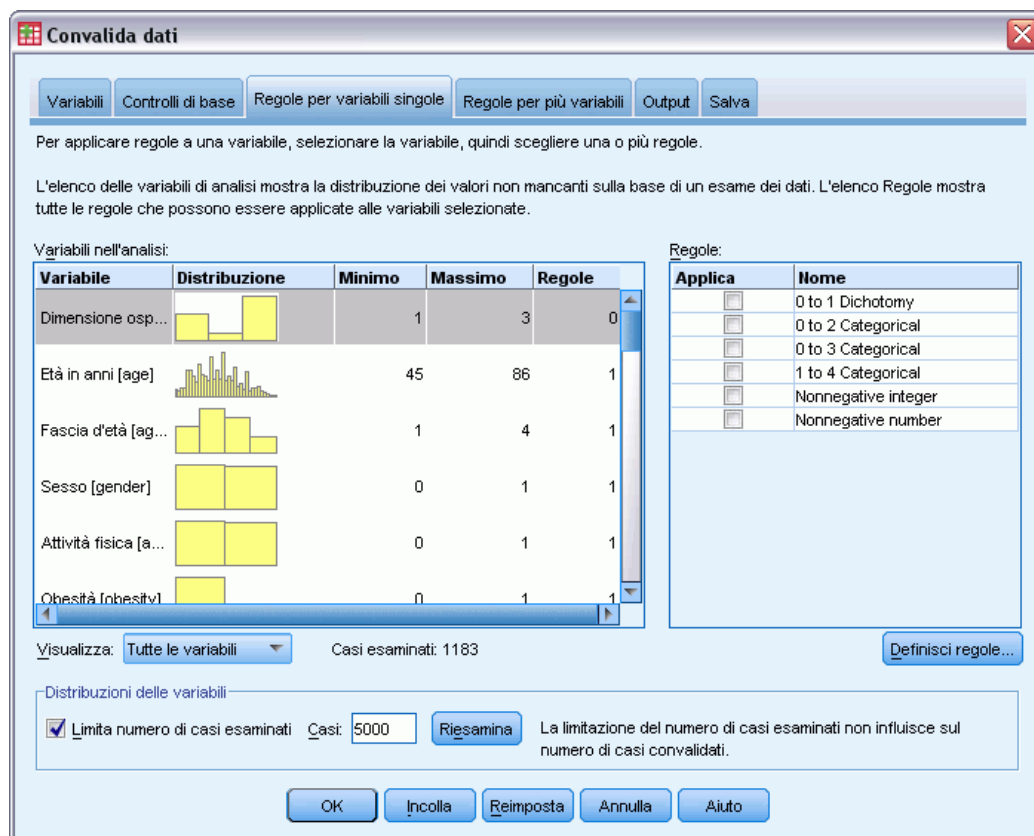 Convalida dati
Variabili Controlli di base Regole per variabili singole Regole per più variabili Output Salva
Per applicare regole a una variabile, selezionare la variabile, quindi scegliere una o più regole.
L'elenco delle variabili di analisi mostra la distribuzione dei valori non mancanti sulla base di un esame dei dati. L'elenco Regole mostra
tutte le regole che possono essere applicate alle variabili selezionate.
Variabili nell'analisi:
Variabile Distribuzione Minimo Massimo Regole
Dimensione osp... 1 3 0
Età in anni [age] 45 86 1
Fascia d'età [ag... 1 4 1
Sesso [gender] 0 1 1
Attività fisica [a... 0 1 1
Obesità [obesity] 0 1 1
Regole:
Applica Nome
0 to 1 Dichotomy
0 to 2 Categorical
0 to 3 Categorical
1 to 4 Categorical
Nonnegative integer
Nonnegative number
Visualizza: Tutte le variabili Casi esaminati: 1183 Definisci regole...
Distribuzioni delle variabili
Limita numero di casi esaminati Casi: 5000 Riesamina La limitazione del numero di casi esaminati non influisce sul
numero di casi convalidati.
OK Incolla Reimposta Annulla Aiuto